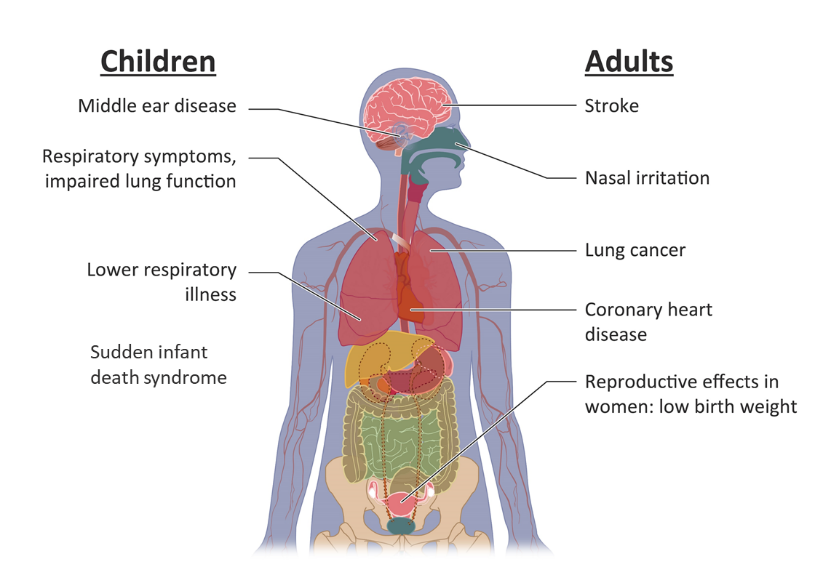 Children
Middle ear disease
Respiratory symptoms,
impaired lung function
Lower respiratory
illness
Sudden infant
death syndrome
Adults
Stroke
Nasal irritation
Lung cancer
Coronary heart
disease
Reproductive effects in
women: low birth weight